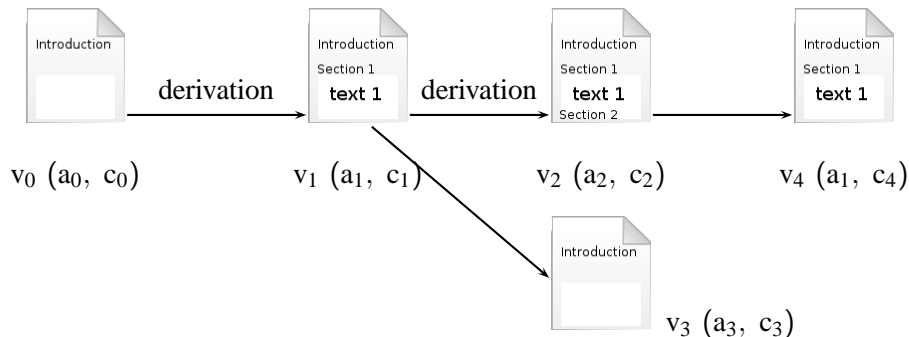 Introduction
Introduction
Section 1
text 1
Introduction
Section 1
text 1
Section 2
Introduction
Section 1
text 1
derivation
derivation
v₀ (a₀, c₀)
v₁ (a₁, c₁)
v₂ (a₂, c₂)
v₄ (a₁, c₄)
Introduction
v₃ (a₃, c₃)